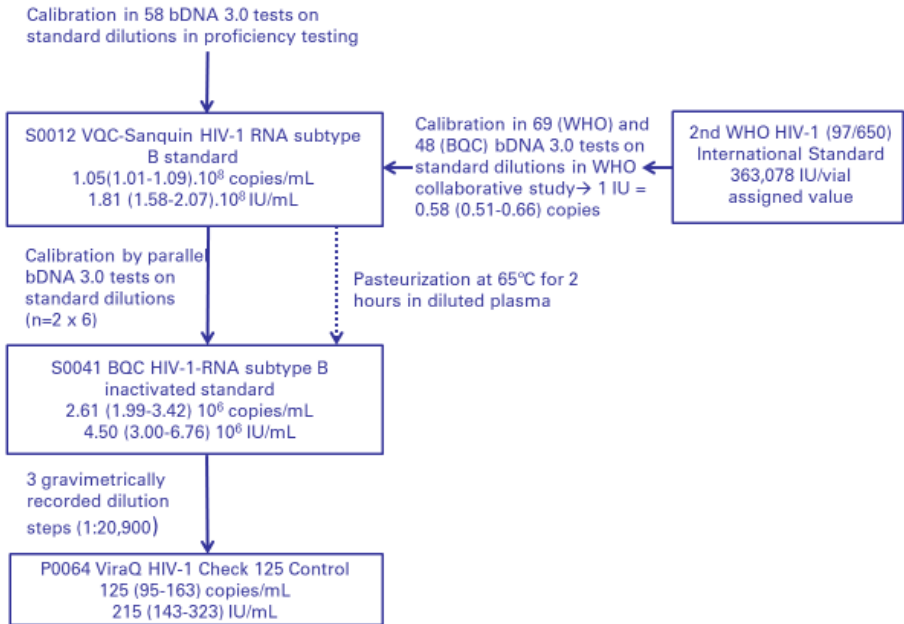 Calibration in 58 bDNA 3.0 tests on
standard dilutions in proficiency testing
S0012 VQC-Sanquin HIV-1 RNA subtype
B standard
1.05(1.01-1.09).10⁸ copies/mL
1.81 (1.58-2.07).10⁸ IU/mL
Calibration in 69 (WHO) and
48 (BQC) bDNA 3.0 tests on
standard dilutions in WHO
collaborative study→ 1 IU =
0.58 (0.51-0.66) copies
2nd WHO HIV-1 (97/650)
International Standard
363,078 IU/vial
assigned value
Calibration by parallel
bDNA 3.0 tests on
standard dilutions
(n=2 x 6)
Pasteurization at 65°C for 2
hours in diluted plasma
S0041 BQC HIV-1-RNA subtype B
inactivated standard
2.61 (1.99-3.42) 10⁶ copies/mL
4.50 (3.00-6.76) 10⁶ IU/mL
3 gravimetrically
recorded dilution
steps (1:20,900)
P0064 ViraQ HIV-1 Check 125 Control
125 (95-163) copies/mL
215 (143-323) IU/mL